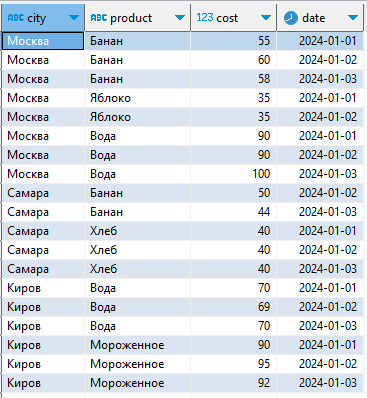 ABC city ABC product 123 cost date
Москва Банан 55 2024-01-01
Москва Банан 60 2024-01-02
Москва Банан 58 2024-01-03
Москва Яблоко 35 2024-01-01
Москва Яблоко 35 2024-01-02
Москва Вода 90 2024-01-01
Москва Вода 90 2024-01-02
Москва Вода 100 2024-01-03
Самара Банан 50 2024-01-02
Самара Банан 44 2024-01-03
Самара Хлеб 40 2024-01-01
Самара Хлеб 40 2024-01-02
Самара Хлеб 40 2024-01-03
Киров Вода 70 2024-01-01
Киров Вода 69 2024-01-02
Киров Вода 70 2024-01-03
Киров Мороженное 90 2024-01-01
Киров Мороженное 95 2024-01-02
Киров Мороженное 92 2024-01-03